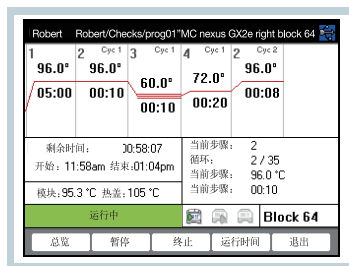 Robert Robert/Checks/prog01"MC nexus GX2e right block 64
1 2 Cyc 1 3 Cyc 1 4 Cyc 1 2 Cyc 2
96.0° 96.0° 60.0° 72.0° 96.0°
05:00 00:10 00:10 00:20 00:08
剩余时间: 00:58:07
开始: 11:58am 结束:01:04pm
模块:95.3 °C 热盖:105 °C
当前步骤: 2
循环: 2 / 35
当前步骤: 96.0 °C
当前步骤: 00:10
运行中 Block 64
总览 暂停 终止 运行时间 退出